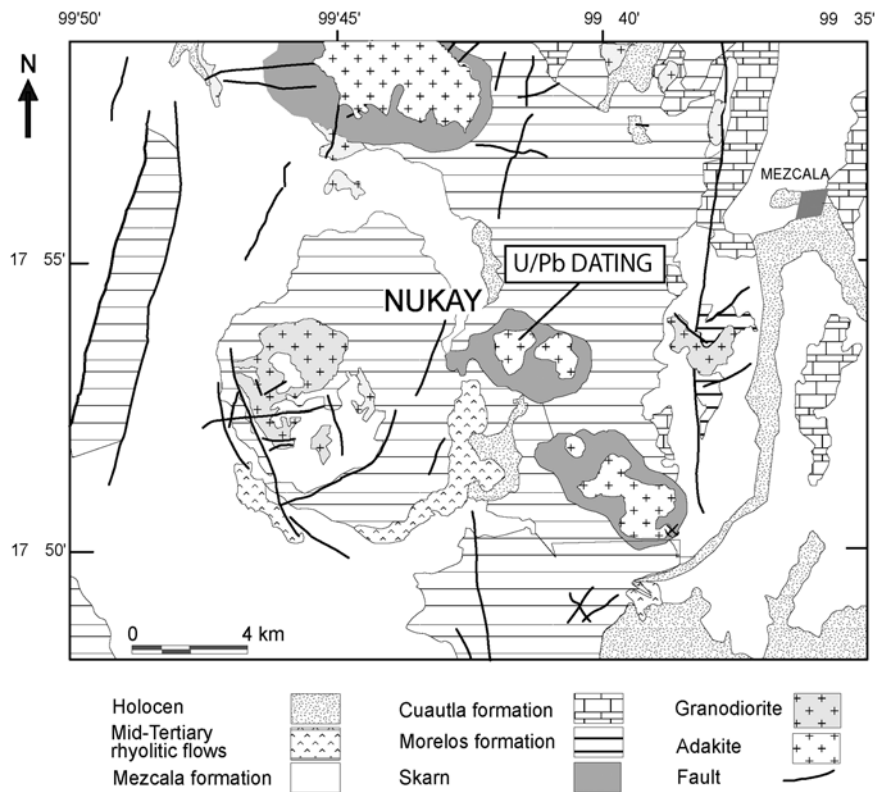 99°50'
99°45'
99 40'
99 35'
N
MEZCALA
17 55'
U/Pb DATING
NUKAY
17 50'
0 4 km
Holocen
Mid-Tertiary
rhyolitic flows
Mezcala formation
Cuautla formation
Morelos formation
Skarn
Granodiorite
Adakite
Fault